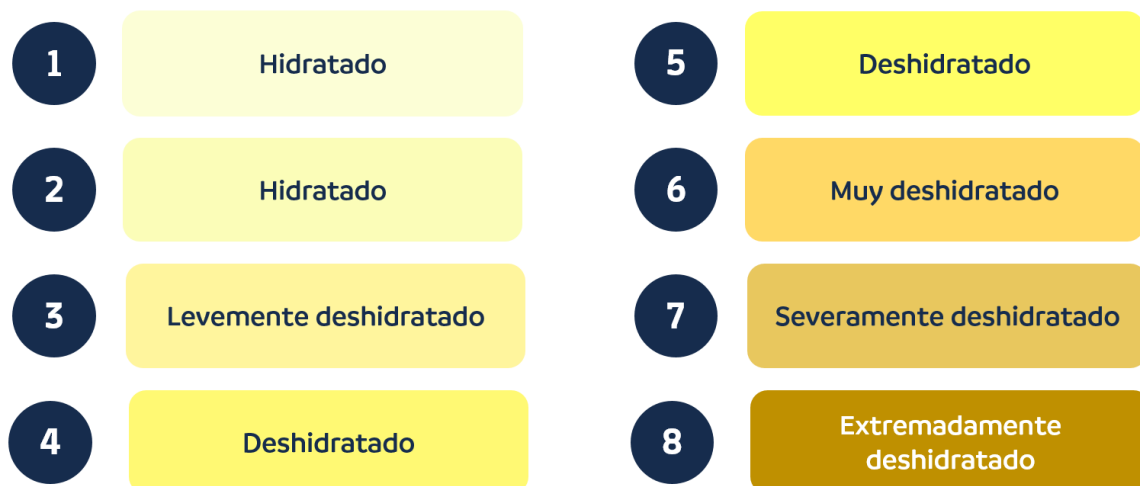 1 Hidratado
2 Hidratado
3 Levemente deshidratado
4 Deshidratado
5 Deshidratado
6 Muy deshidratado
7 Severamente deshidratado
8 Extremadamente
deshidratado